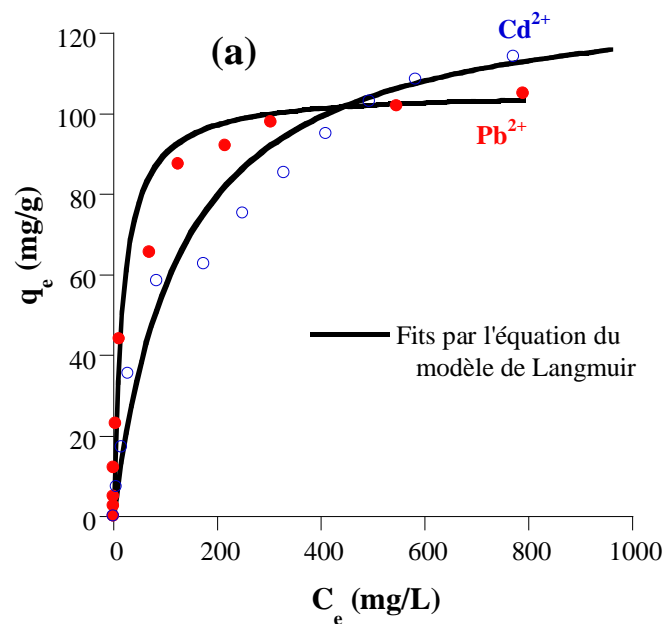 (a)
Cd2+
Pb2+
120
100
80
60
40
20
0
qe (mg/g)
Fits par l'équation du
modèle de Langmuir
0 200 400 600 800 1000
Ce (mg/L)